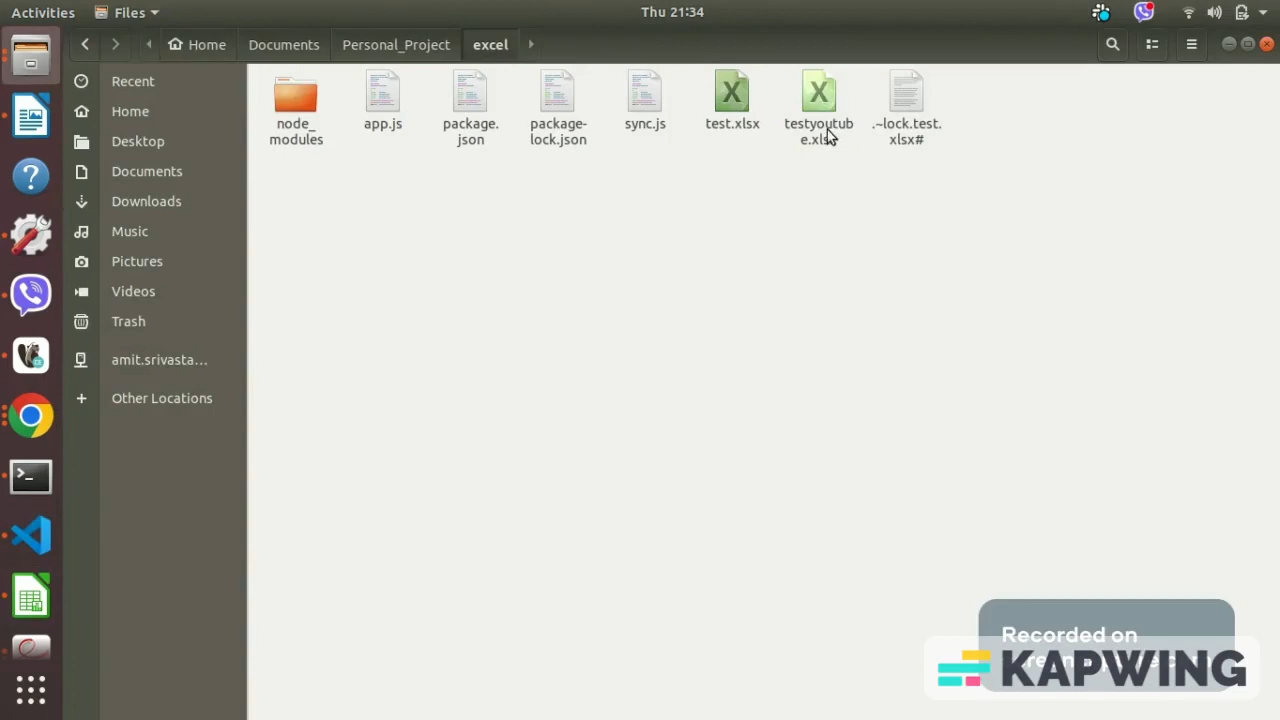 Activities
Files
Thu 21:34
Home
Documents
Personal_Project
excel
Recent
Home
Desktop
Documents
Downloads
Music
Pictures
Videos
Trash
amit.srivasta…
Other Locations
node_
modules
app.js
package.
json
package-
lock.json
sync.js
test.xlsx
testyoutub
e.xls
.~lock.test.
xlsx#
Recorded on
KAPWING